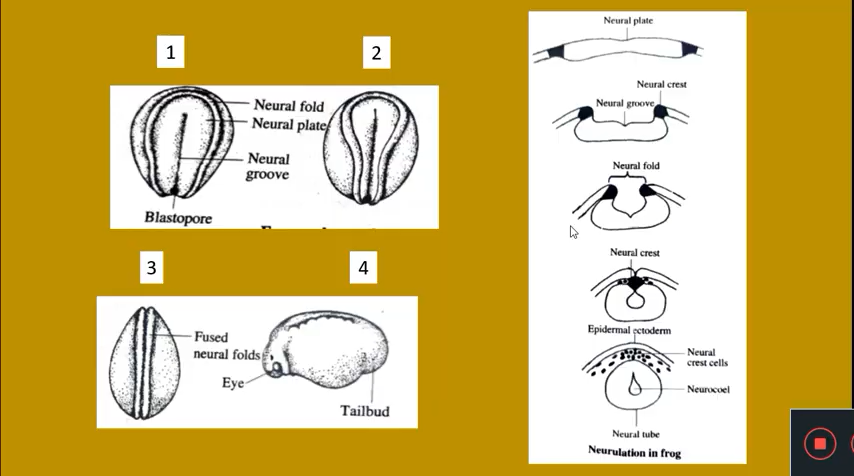 1
2
Neural fold
Neural plate
Neural
groove
Blastopore
3
4
Fused
neural folds
Eye
Tailbud
Neural plate
Neural crest
Neural groove
Neural fold
Neural crest
Epidermal ectoderm
Neural
crest cells
Neurocoel
Neural tube
Neurulation in frog